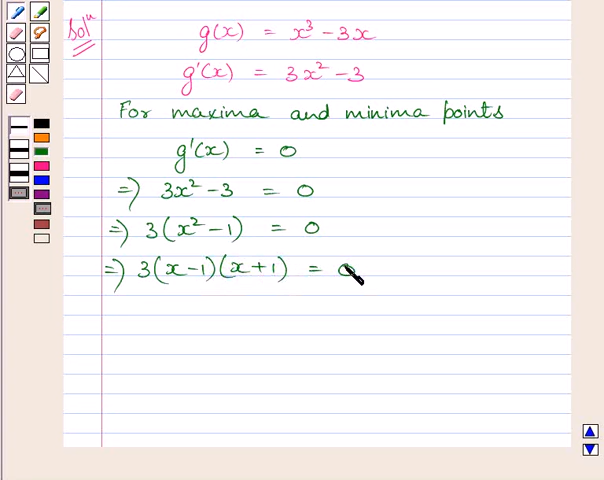 Solⁿ g(x) = x³ - 3x
g'(x) = 3x² - 3
For maxima and minima points
g'(x) = 0
=) 3x² - 3 = 0
=) 3(x² - 1) = 0
=) 3(x - 1)(x + 1) = 0